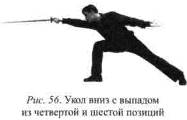 Рис. 56. Укол вниз с выпадом
из четвертой и шестой позиций